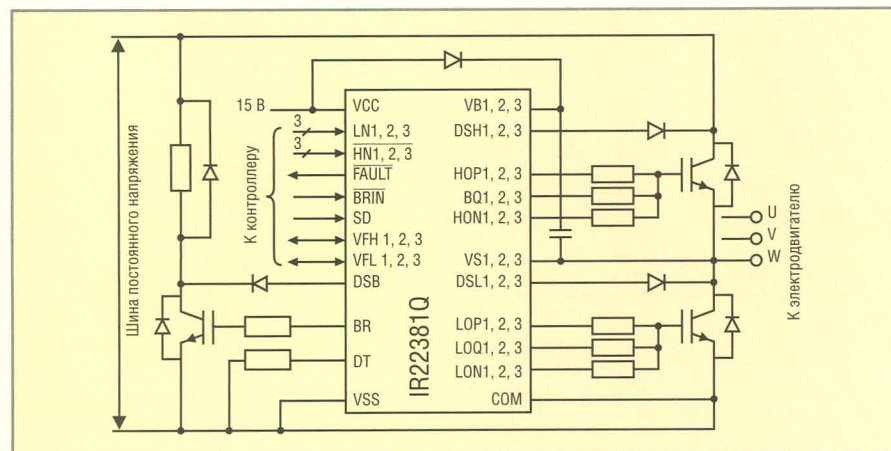 Шина постоянного напряжения
15 В
К контроллеру
3
3
VCC
LN1, 2, 3
HN1, 2, 3
FAULT
BRIN
SD
VFH 1, 2, 3
VFL 1, 2, 3
DSB
BR
DT
VSS
IR22381Q
VB1, 2, 3
DSH1, 2, 3
HOP1, 2, 3
BQ1, 2, 3
HON1, 2, 3
VS1, 2, 3
DSL1, 2, 3
LOP1, 2, 3
LOQ1, 2, 3
LON1, 2, 3
COM
U
V
W
К электродвигателю